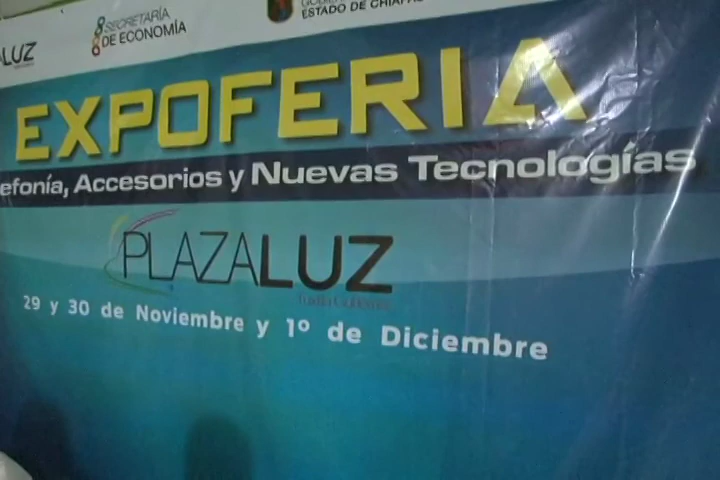 LUZ
SECRETARÍA
DE ECONOMÍA
ESTADO DE CHIAPAS
EXPOFERIA
efonía, Accesorios y Nuevas Tecnologías
PLAZALUZ
29 y 30 de Noviembre y 1º de Diciembre